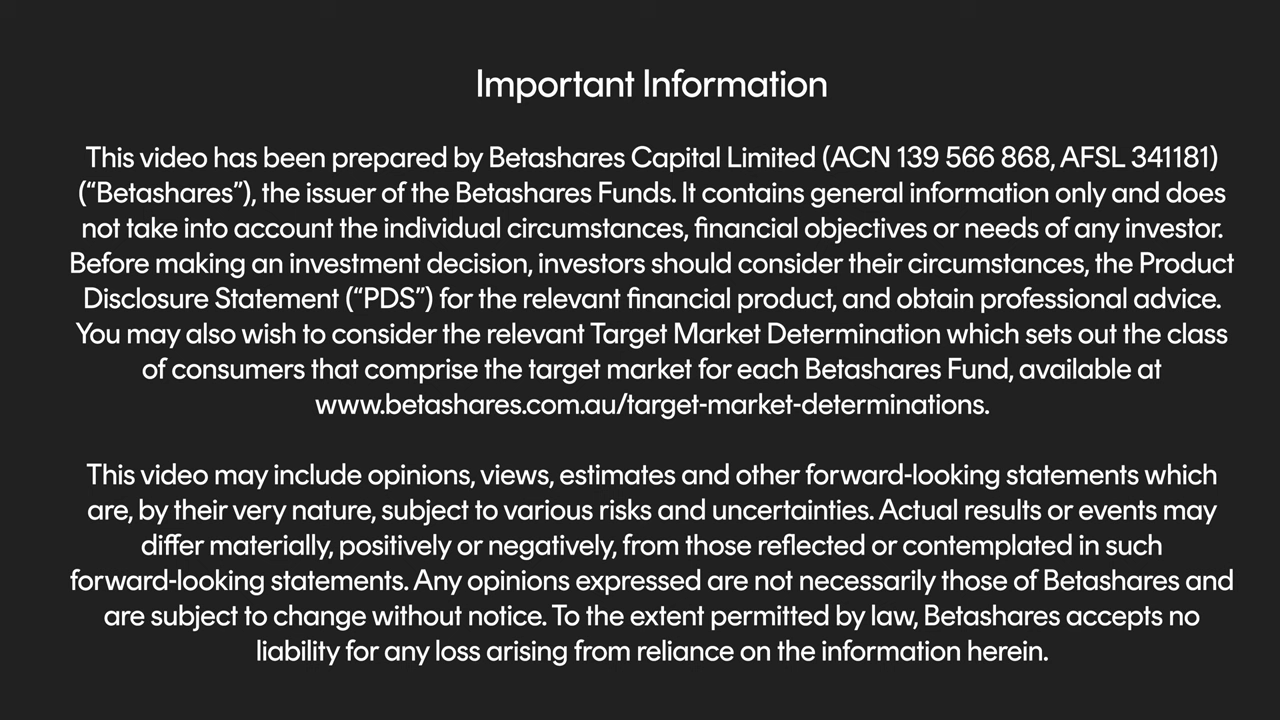 Important Information
This video has been prepared by Betashares Capital Limited (ACN 139 566 868, AFSL 341181)
(“Betashares”), the issuer of the Betashares Funds. It contains general information only and does
not take into account the individual circumstances, financial objectives or needs of any investor.
Before making an investment decision, investors should consider their circumstances, the Product
Disclosure Statement (“PDS”) for the relevant financial product, and obtain professional advice.
You may also wish to consider the relevant Target Market Determination which sets out the class
of consumers that comprise the target market for each Betashares Fund, available at
www.betashares.com.au/target-market-determinations.
This video may include opinions, views, estimates and other forward-looking statements which
are, by their very nature, subject to various risks and uncertainties. Actual results or events may
differ materially, positively or negatively, from those reflected or contemplated in such
forward-looking statements. Any opinions expressed are not necessarily those of Betashares and
are subject to change without notice. To the extent permitted by law, Betashares accepts no
liability for any loss arising from reliance on the information herein.